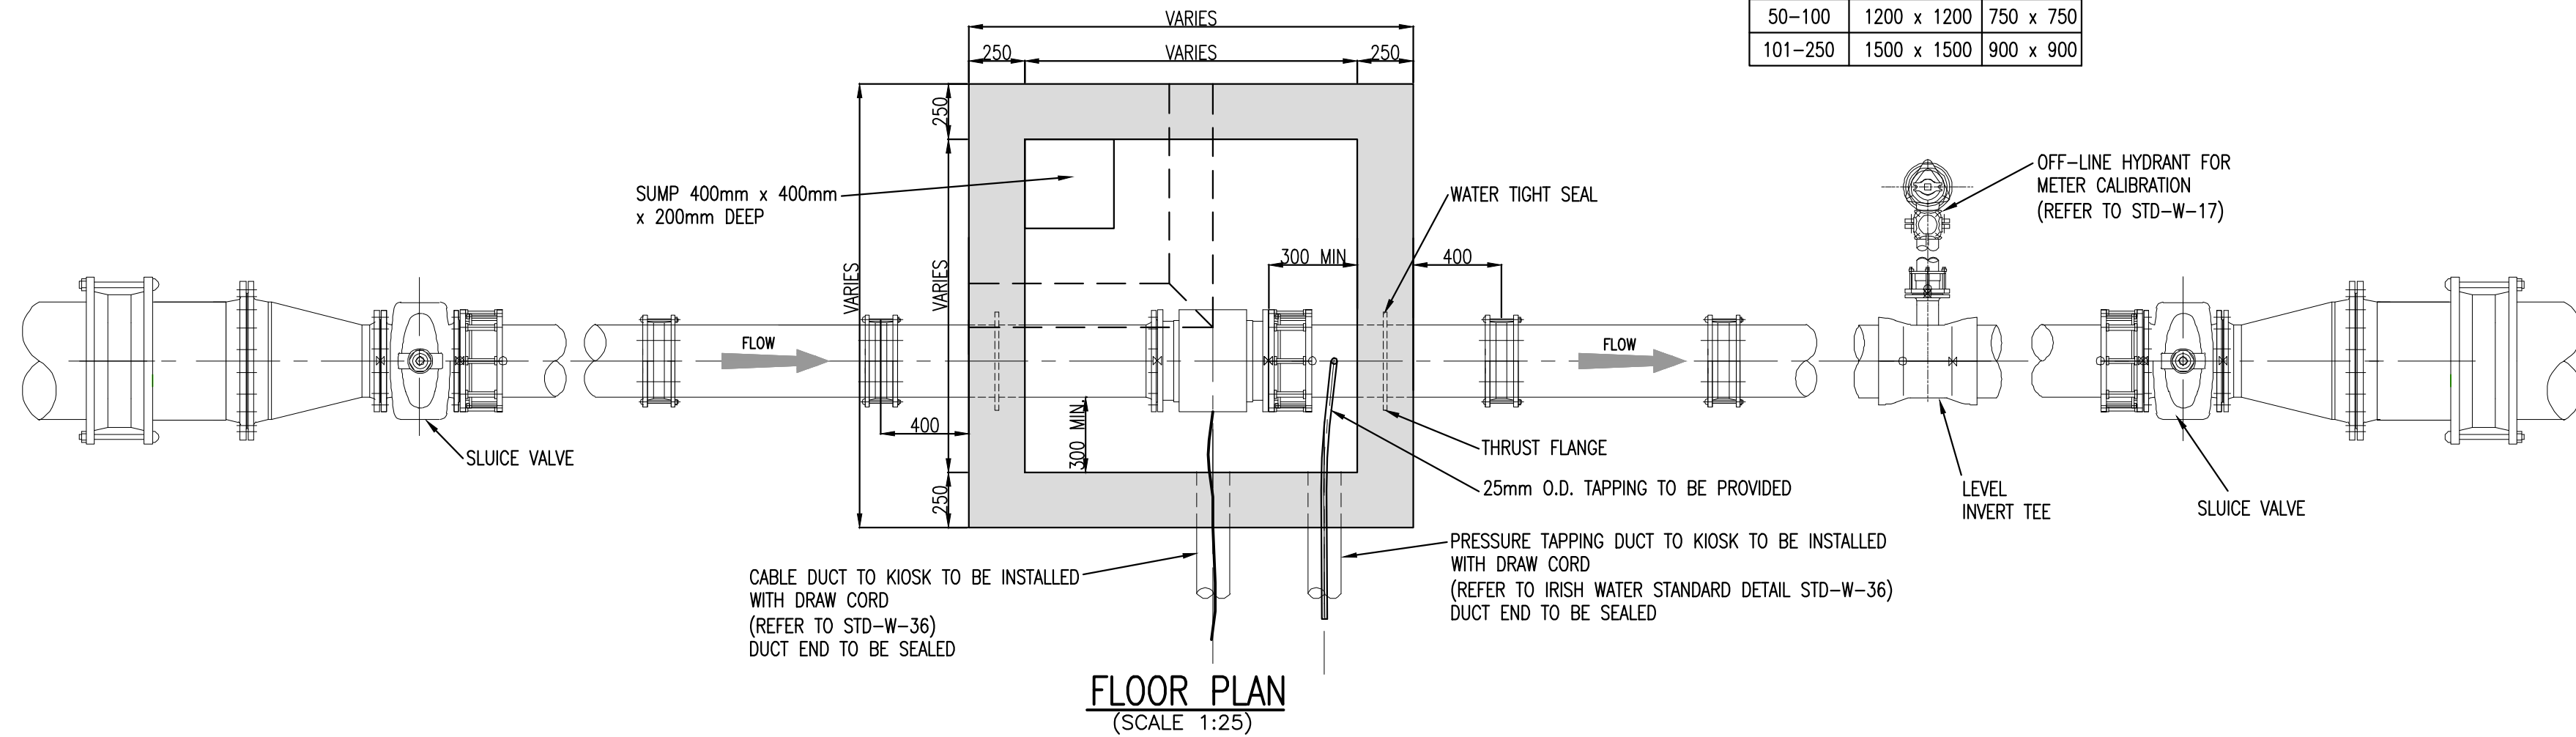 VARIES
50-100 1200 x 1200 750 x 750
250 VARIES 250
101-250 1500 x 1500 900 x 900
250
SUMP 400mm x 400mm
x 200mm DEEP
WATER TIGHT SEAL
OFF-LINE HYDRANT FOR
METER CALIBRATION
(REFER TO STD-W-17)
VARIES
VARIES
300 MIN
400
FLOW
FLOW
400
300 MIN.
SLUICE VALVE
THRUST FLANGE
25mm O.D. TAPPING TO BE PROVIDED
250
LEVEL
INVERT TEE
SLUICE VALVE
CABLE DUCT TO KIOSK TO BE INSTALLED
WITH DRAW CORD
(REFER TO STD-W-36)
DUCT END TO BE SEALED
PRESSURE TAPPING DUCT TO KIOSK TO BE INSTALLED
WITH DRAW CORD
(REFER TO IRISH WATER STANDARD DETAIL STD-W-36)
DUCT END TO BE SEALED
FLOOR PLAN
(SCALE 1:25)